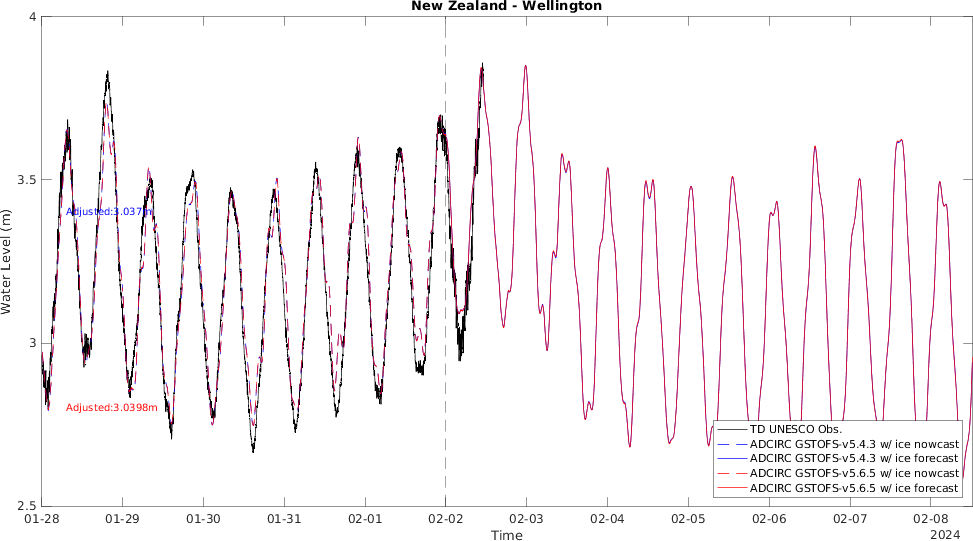 New Zealand - Wellington
4
3.5
3
2.5
Water Level (m)
Adjusted:3.037m
Adjusted:3.0398m
TD UNESCO Obs.
ADCIRC GSTOFS-v5.4.3 w/ ice nowcast
ADCIRC GSTOFS-v5.4.3 w/ ice forecast
ADCIRC GSTOFS-v5.6.5 w/ ice nowcast
ADCIRC GSTOFS-v5.6.5 w/ ice forecast
01-28 01-29 01-30 01-31 02-01 02-02 02-03 02-04 02-05 02-06 02-07 02-08
2024
Time